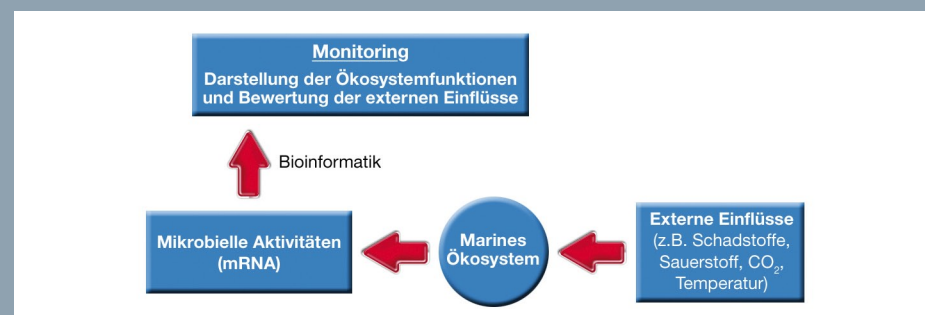 Monitoring
Darstellung der Ökosystemfunktionen
und Bewertung der externen Einflüsse
Bioinformatik
Mikrobielle Aktivitäten
(mRNA)
Marines
Ökosystem
Externe Einflüsse
(z.B. Schadstoffe,
Sauerstoff, CO₂,
Temperatur)